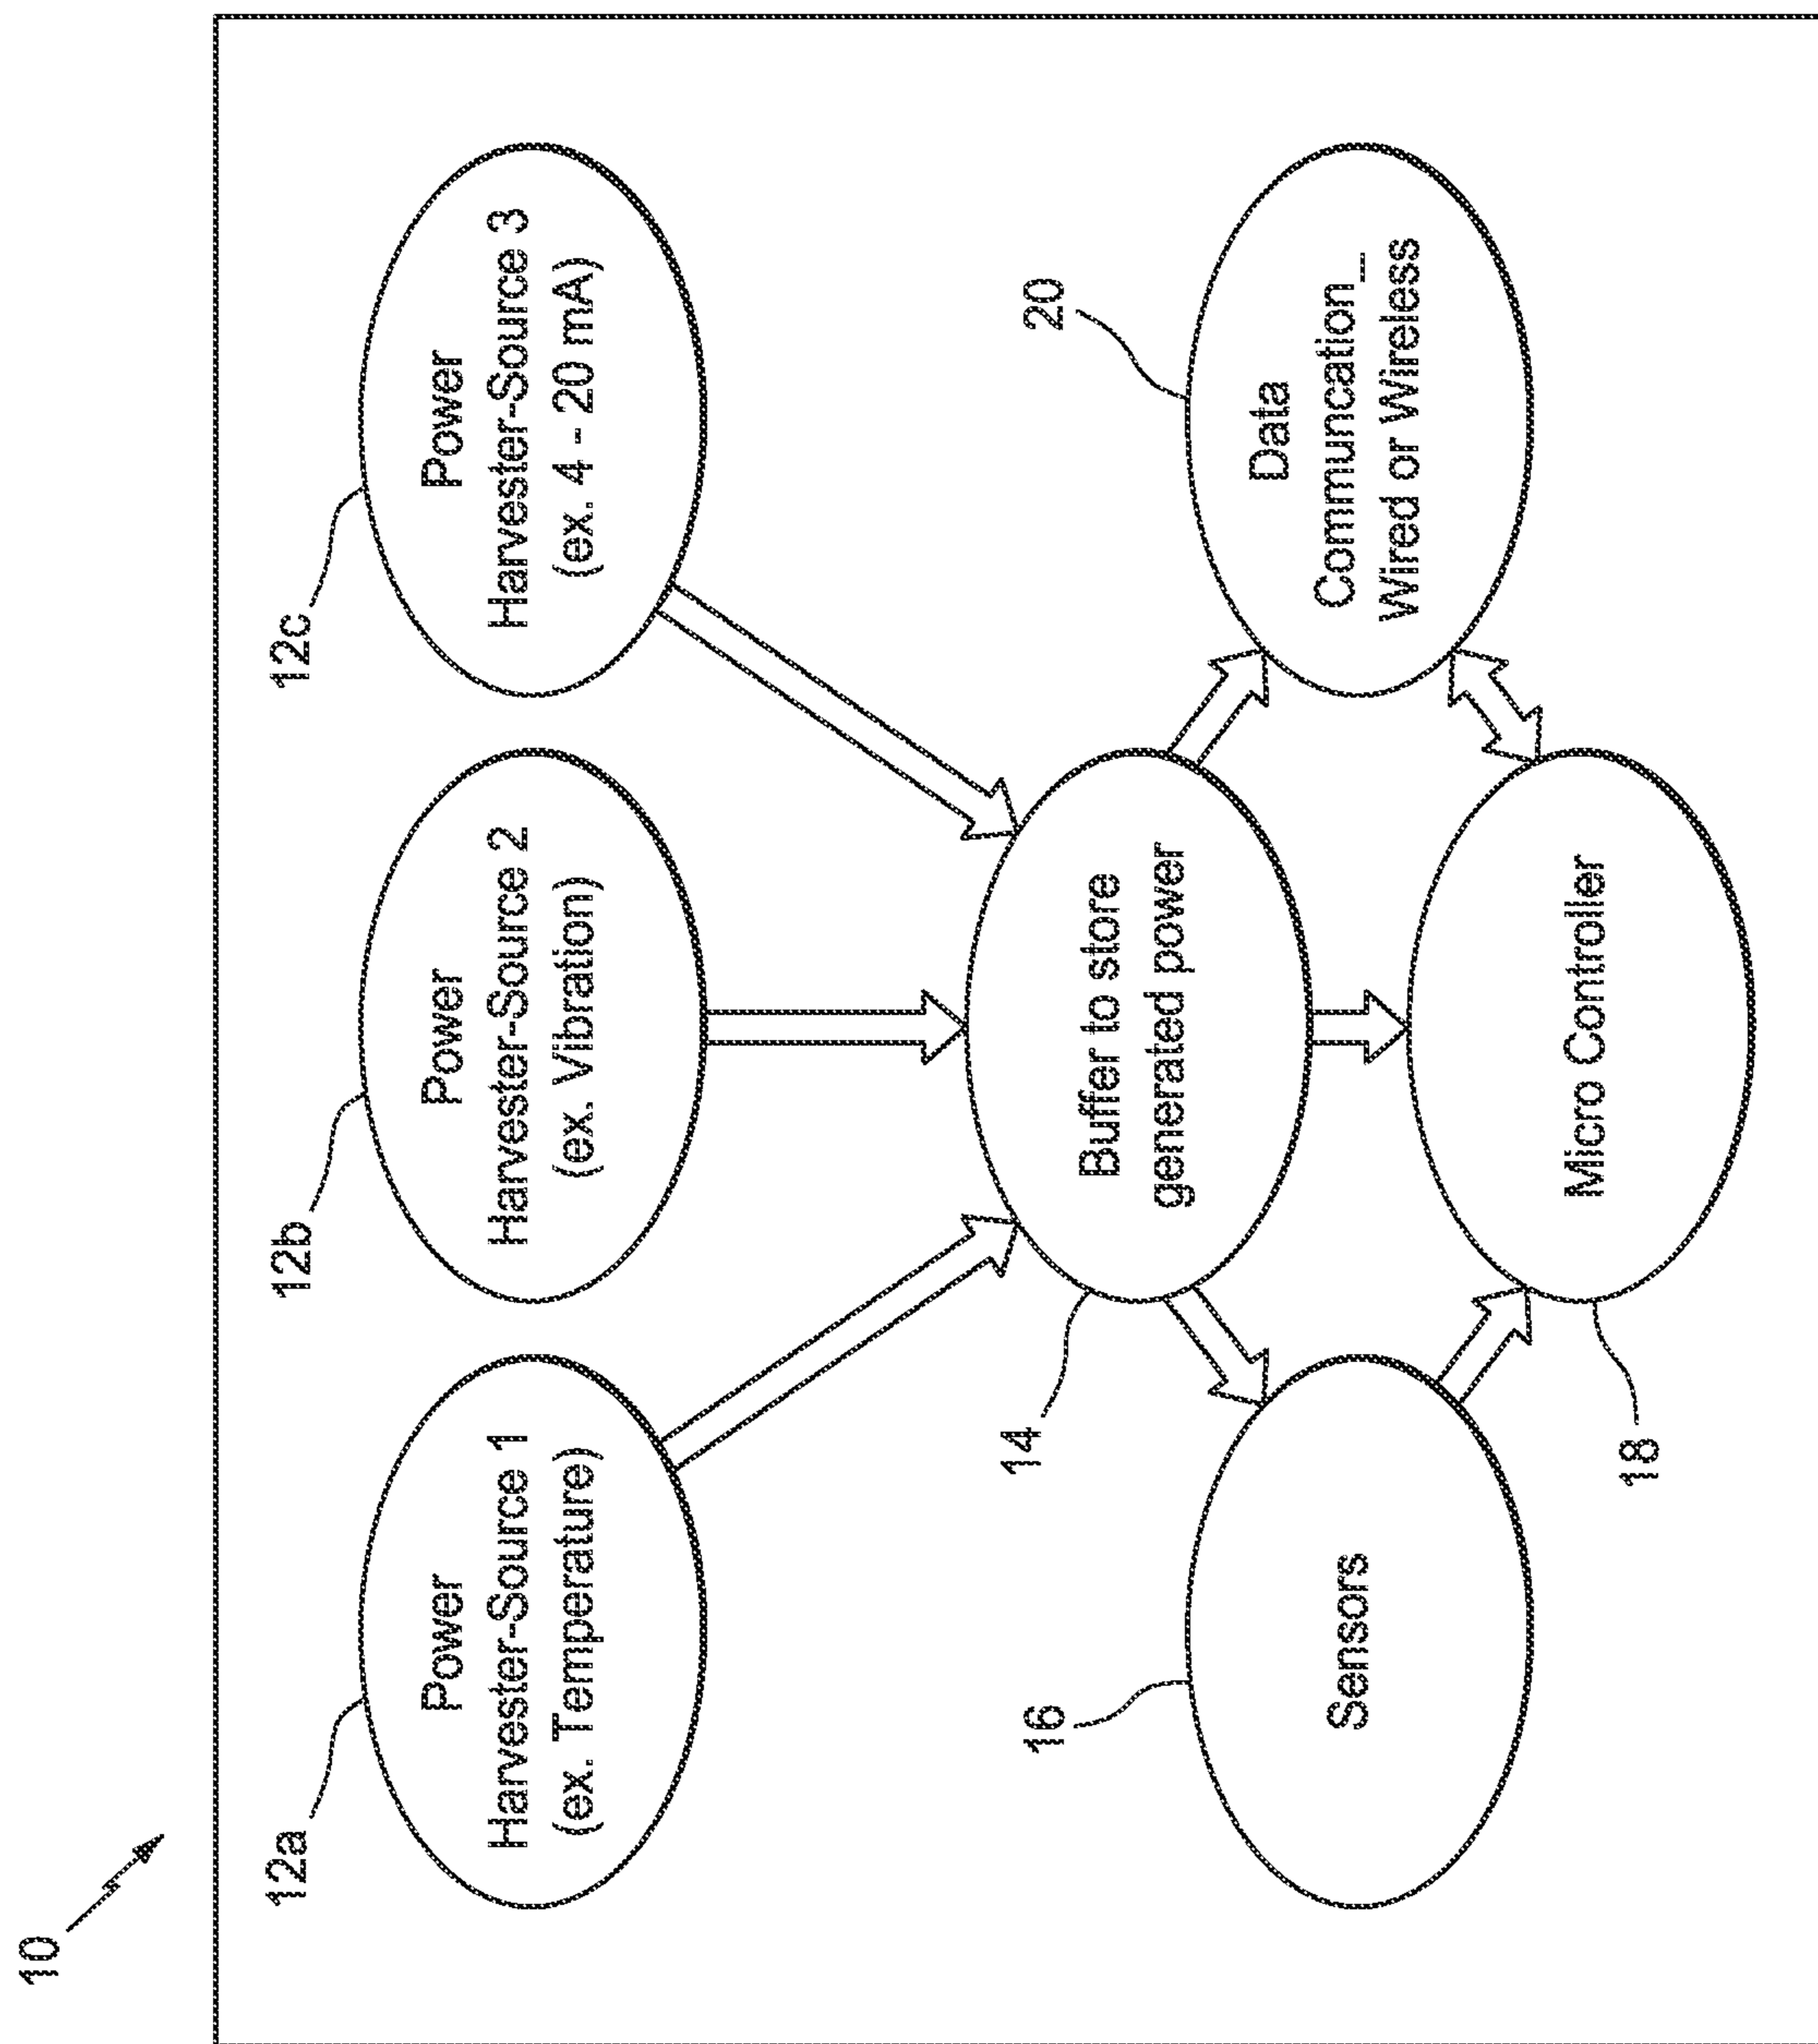 10
12a
Power
Harvester-Source 1
(ex. Temperature)
12b
Power
Harvester-Source 2
(ex. Vibration)
12c
Power
Harvester-Source 3
(ex. 4 - 20 mA)
14
Buffer to store
generated power
16
Sensors
20
Data
Communcation_
Wired or Wireless
18
Micro Controller